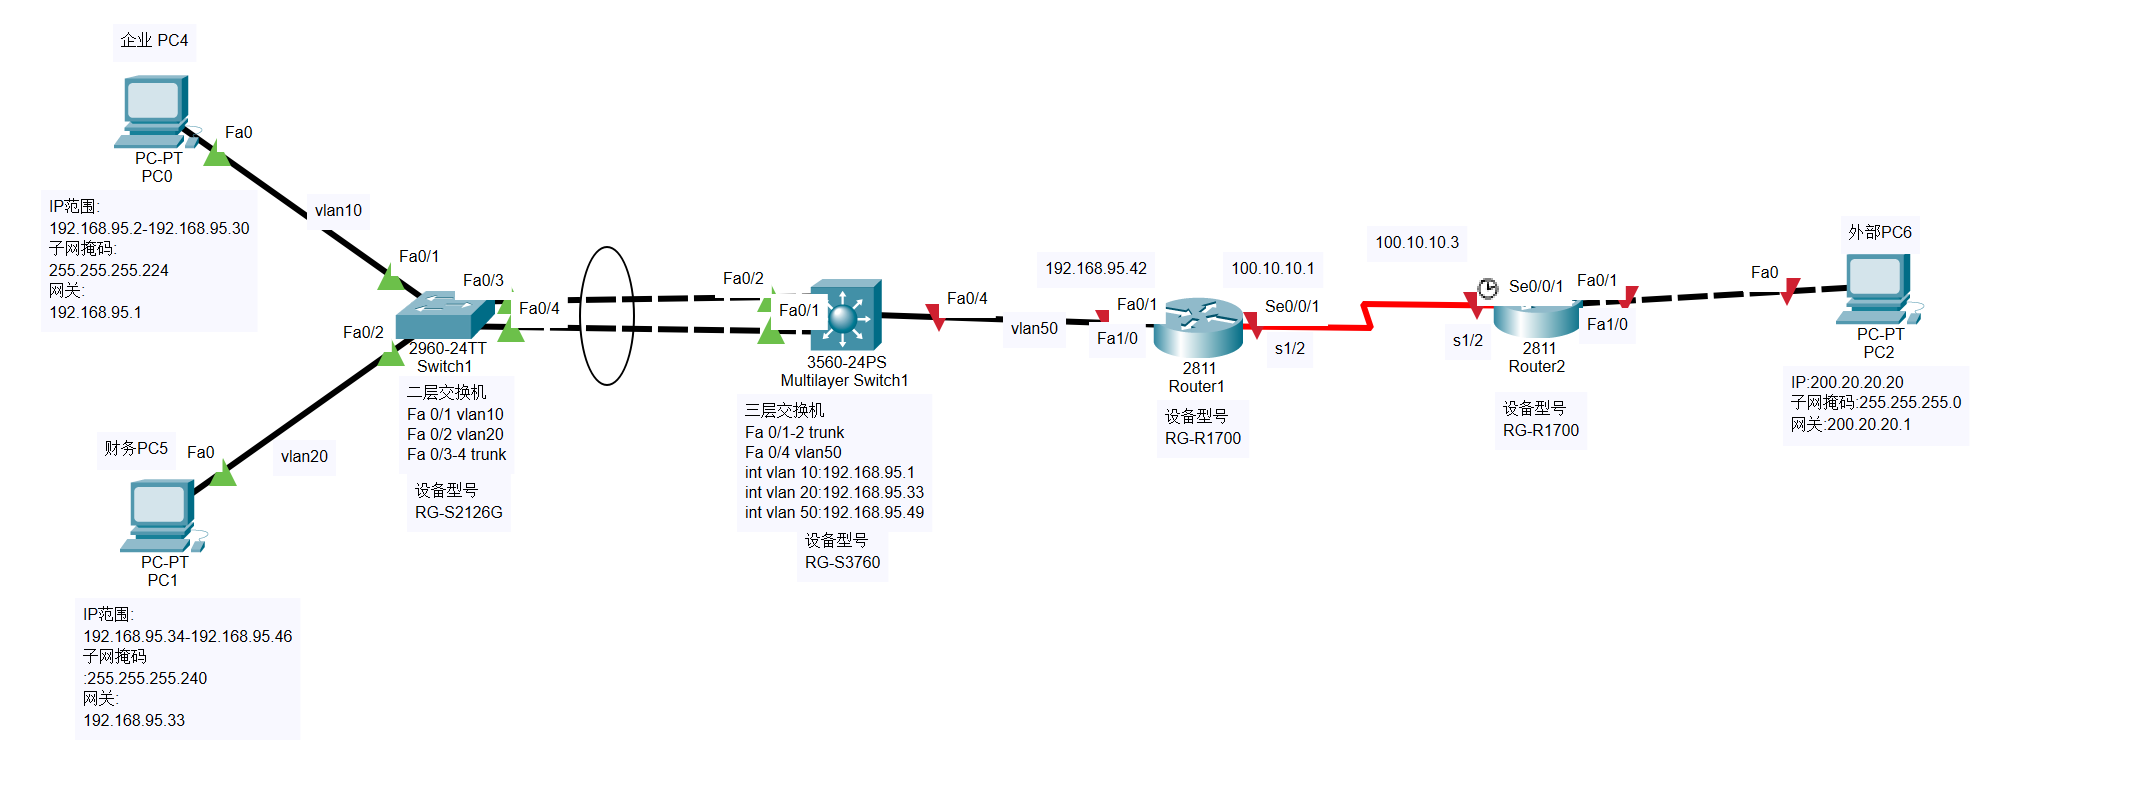 企业 PC4
Fa0
PC-PT
PC0
IP范围:
192.168.95.2-192.168.95.30
子网掩码:
255.255.255.224
网关:
192.168.95.1
vlan10
Fa0/1
Fa0/3
Fa0/4
Fa0/2
2960-24TT
Switch1
二层交换机
Fa 0/1 vlan10
Fa 0/2 vlan20
Fa 0/3-4 trunk
设备型号
RG-S2126G
财务PC5
Fa0
vlan20
PC-PT
PC1
IP范围:
192.168.95.34-192.168.95.46
子网掩码
:255.255.255.240
网关:
192.168.95.33
Fa0/2
Fa0/1
Fa0/4
3560-24PS
Multilayer Switch1
三层交换机
Fa 0/1-2 trunk
Fa 0/4 vlan50
int vlan 10:192.168.95.1
int vlan 20:192.168.95.33
int vlan 50:192.168.95.49
设备型号
RG-S3760
vlan50
192.168.95.42
Fa0/1
Fa1/0
100.10.10.1
Se0/0/1
s1/2
2811
Router1
设备型号
RG-R1700
100.10.10.3
Se0/0/1
s1/2
Fa0/1
Fa1/0
2811
Router2
设备型号
RG-R1700
外部PC6
Fa0
PC-PT
PC2
IP:200.20.20.20
子网掩码:255.255.255.0
网关:200.20.20.1